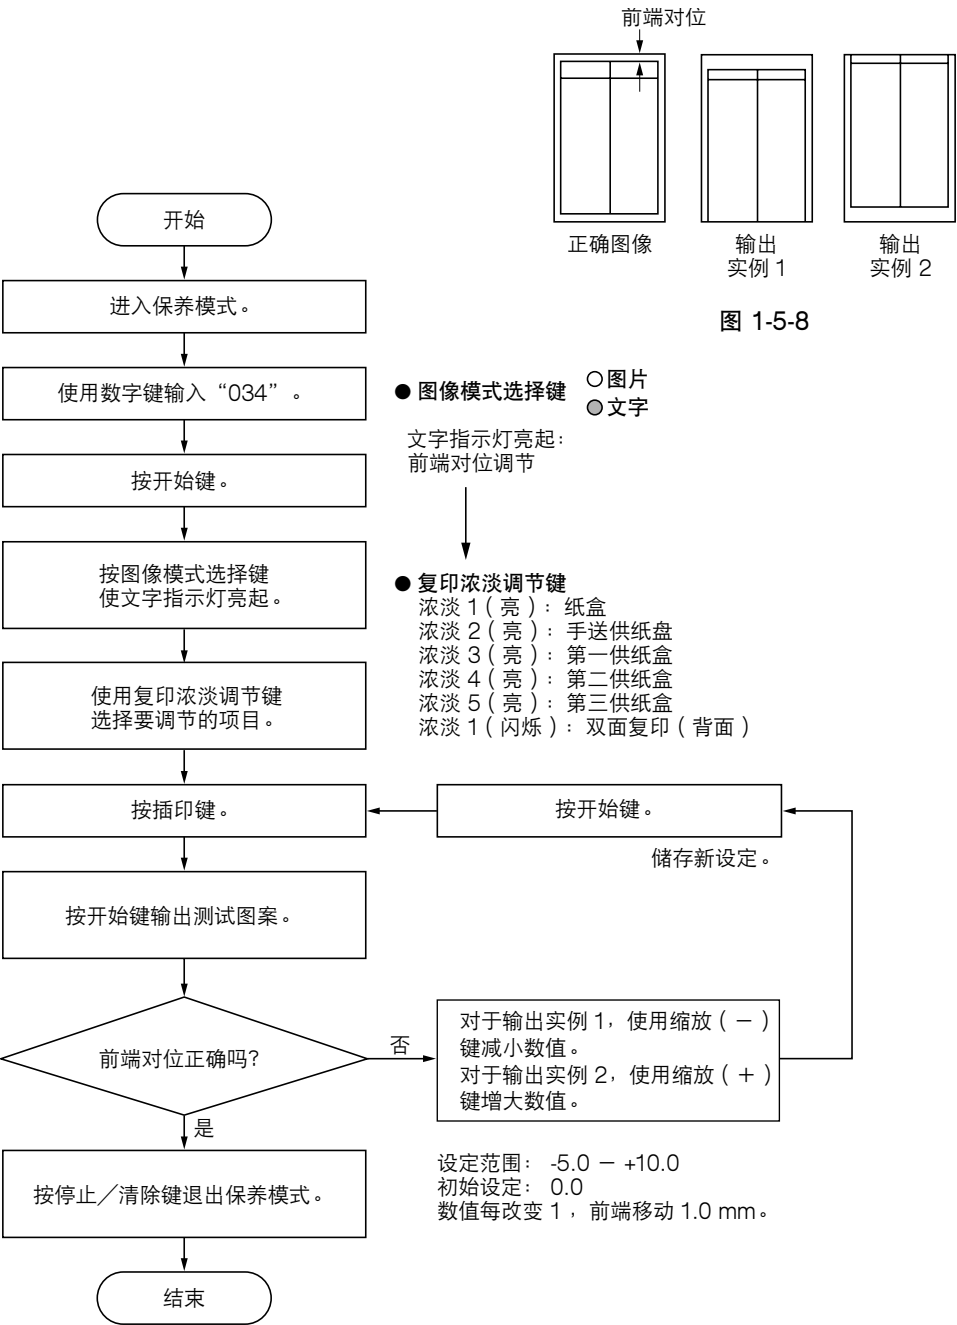 前端对位
正确图像
输出
实例 1
输出
实例 2
图 1-5-8
开始
进入保养模式。
使用数字键输入“034”。
按开始键。
按图像模式选择键
使文字指示灯亮起。
使用复印浓淡调节键
选择要调节的项目。
● 图像模式选择键
○图片
●文字
文字指示灯亮起：
前端对位调节
● 复印浓淡调节键
浓淡 1（亮）：纸盒
浓淡 2（亮）：手送供纸盘
浓淡 3（亮）：第一供纸盒
浓淡 4（亮）：第二供纸盒
浓淡 5（亮）：第三供纸盒
浓淡 1（闪烁）：双面复印（背面）
按插印键。
按开始键。
储存新设定。
按开始键输出测试图案。
前端对位正确吗?
否
是
对于输出实例 1，使用缩放（－）
键减小数值。
对于输出实例 2，使用缩放（＋）
键增大数值。
设定范围： -5.0 － +10.0
初始设定： 0.0
数值每改变 1，前端移动 1.0 mm。
按停止／清除键退出保养模式。
结束